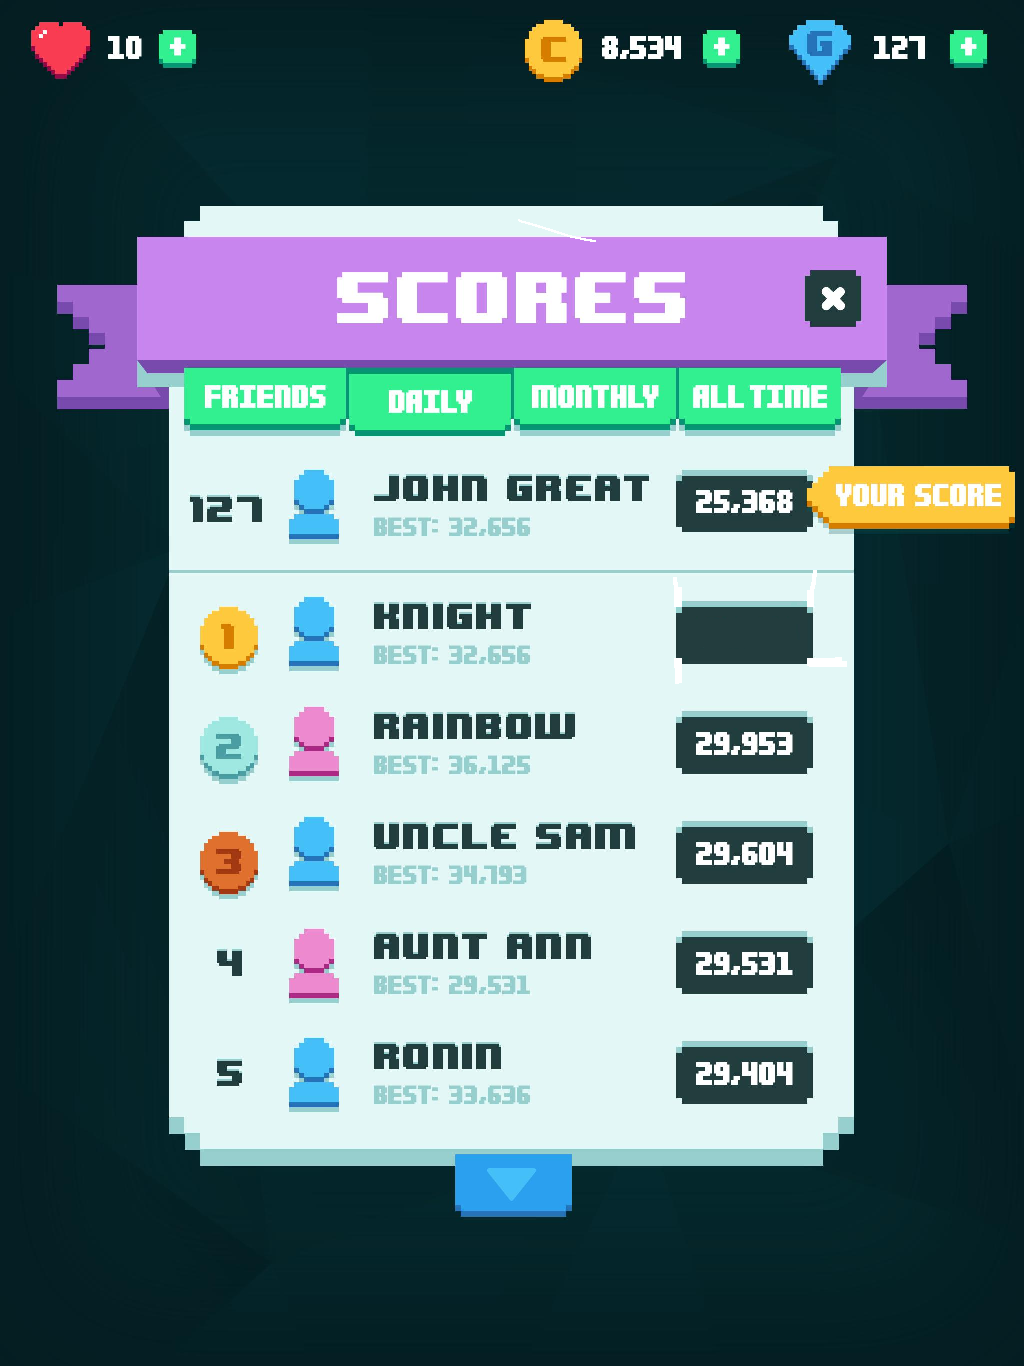 10 + C 8,534 + G 127 +
SCORES
FRIENDS DAILY MONTHLY ALL TIME
127 JOHN GREAT 25,368 YOUR SCORE
BEST: 32,656
1 KNIGHT
BEST: 32,656
2 RAINBOW 29,953
BEST: 36,125
3 UNCLE SAM 29,604
BEST: 34,793
4 AUNT ANN 29,531
BEST: 29,531
5 RONIN 29,404
BEST: 33,636